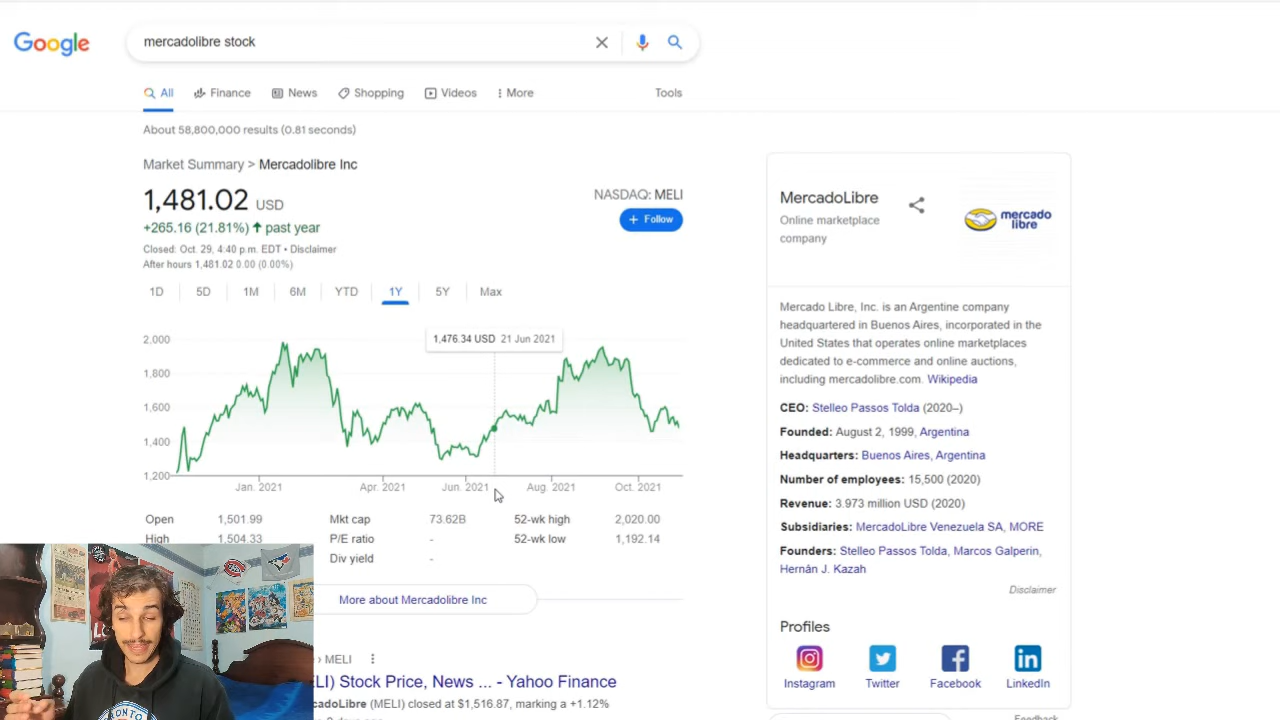 Google
mercadolibre stock
All
Finance
News
Shopping
Videos
More
Tools
About 58,800,000 results (0.81 seconds)
Market Summary > Mercadolibre Inc
1,481.02 USD
NASDAQ: MELI
+ Follow
+265.16 (21.81%) past year
Closed: Oct. 29, 4:40 p.m. EDT • Disclaimer
After hours 1,481.02 0.00 (0.00%)
1D 5D 1M 6M YTD 1Y 5Y Max
1,476.34 USD 21 Jun 2021
2,000
1,800
1,600
1,400
1,200
Jan. 2021 Apr. 2021 Jun. 2021 Aug. 2021 Oct. 2021
Open 1,501.99 Mkt cap 73.62B 52-wk high 2,020.00
High 1,504.33 P/E ratio - 52-wk low 1,192.14
Div yield -
More about Mercadolibre Inc
› MELI
LI) Stock Price, News ... - Yahoo Finance
cadoLibre (MELI) closed at $1,516.87, marking a +1.12%
MercadoLibre
Online marketplace
company
mercado
libre
Mercado Libre, Inc. is an Argentine company
headquartered in Buenos Aires, incorporated in the
United States that operates online marketplaces
dedicated to e-commerce and online auctions,
including mercadolibre.com. Wikipedia
CEO: Stelleo Passos Tolda (2020–)
Founded: August 2, 1999, Argentina
Headquarters: Buenos Aires, Argentina
Number of employees: 15,500 (2020)
Revenue: 3.973 million USD (2020)
Subsidiaries: MercadoLibre Venezuela SA, MORE
Founders: Stelleo Passos Tolda, Marcos Galperin,
Hernán J. Kazah
Disclaimer
Profiles
Instagram
Twitter
Facebook
LinkedIn
Feedback